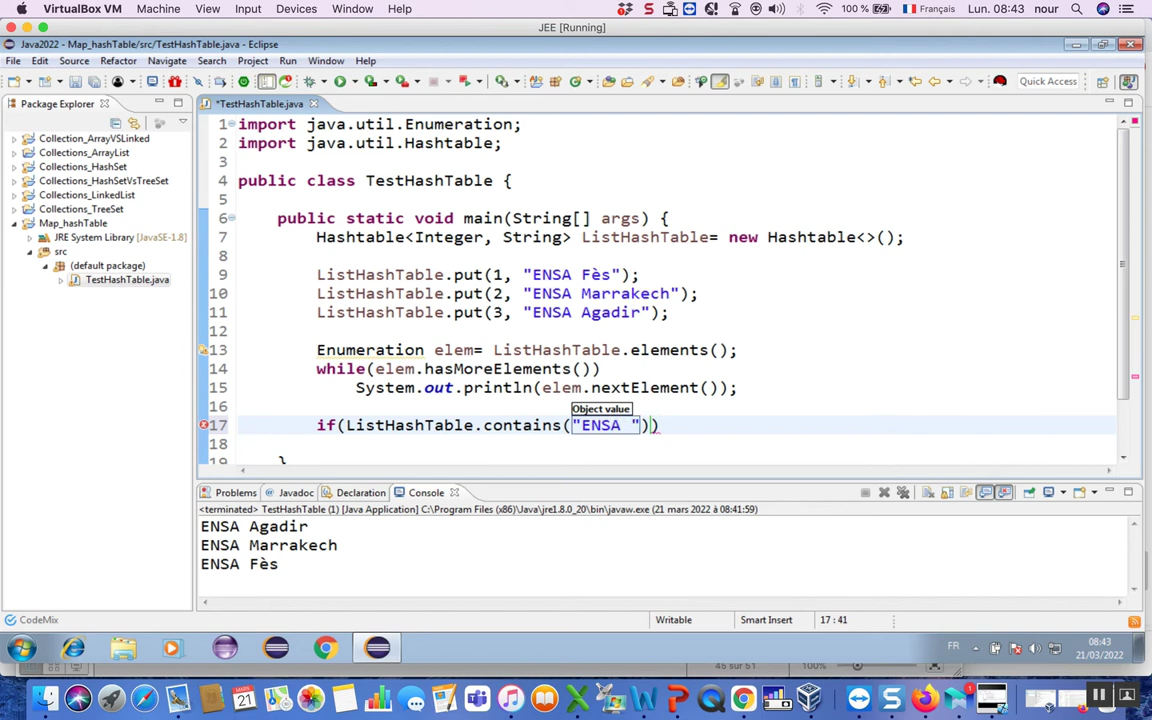 VirtualBox VM Machine View Input Devices Window Help 100 % Français Lun. 08:43 nour
JEE [Running]
Java2022 - Map_hashTable/src/TestHashTable.java - Eclipse
File Edit Source Refactor Navigate Search Project Run Window Help
Quick Access
Package Explorer
*TestHashTable.java
Collection_ArrayVSLinked
Collections_ArrayList
Collections_HashSet
Collections_HashSetVsTreeSet
Collections_LinkedList
Collections_TreeSet
Map_hashTable
JRE System Library [JavaSE-1.8]
src
(default package)
TestHashTable.java
1 import java.util.Enumeration;
2 import java.util.Hashtable;
3
4 public class TestHashTable {
5
6 public static void main(String[] args) {
7 Hashtable<Integer, String> ListHashTable= new Hashtable<>();
8
9 ListHashTable.put(1, "ENSA Fès");
10 ListHashTable.put(2, "ENSA Marrakech");
11 ListHashTable.put(3, "ENSA Agadir");
12
13 Enumeration elem= ListHashTable.elements();
14 while(elem.hasMoreElements())
15 System.out.println(elem.nextElement());
16
Object value
17 if(ListHashTable.contains("ENSA "))
18
19 }
Problems Javadoc Declaration Console
<terminated> TestHashTable (1) [Java Application] C:\Program Files (x86)\Java\jre1.8.0_20\bin\javaw.exe (21 mars 2022 à 08:41:59)
ENSA Agadir
ENSA Marrakech
ENSA Fès
CodeMix
Writable Smart Insert 17 : 41
FR 08:43
21/03/2022
45 sur 51 100%